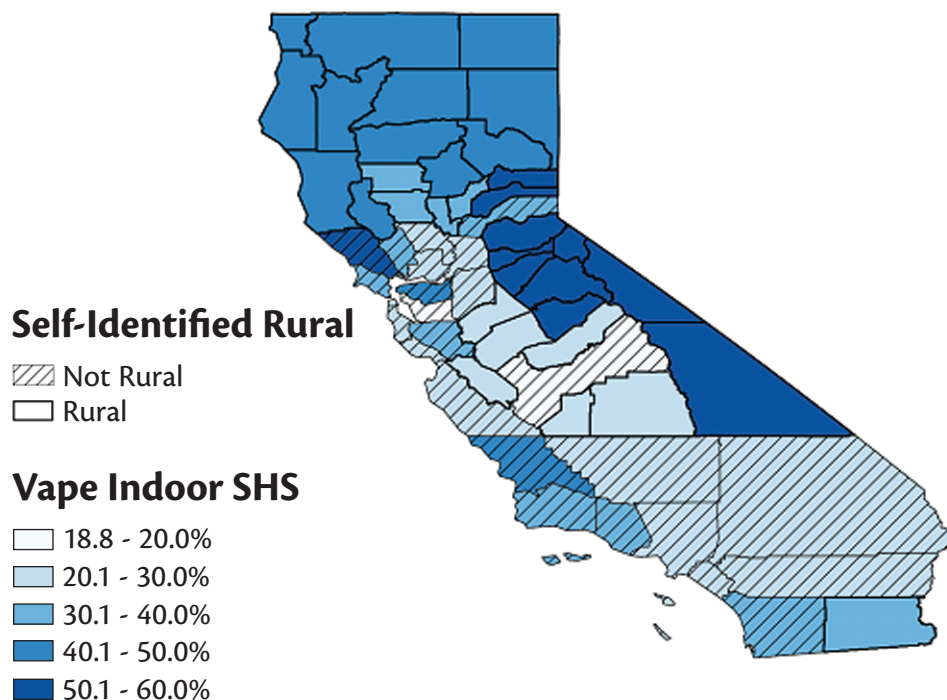 Self-Identified Rural
Not Rural
Rural
Vape Indoor SHS
18.8 - 20.0%
20.1 - 30.0%
30.1 - 40.0%
40.1 - 50.0%
50.1 - 60.0%